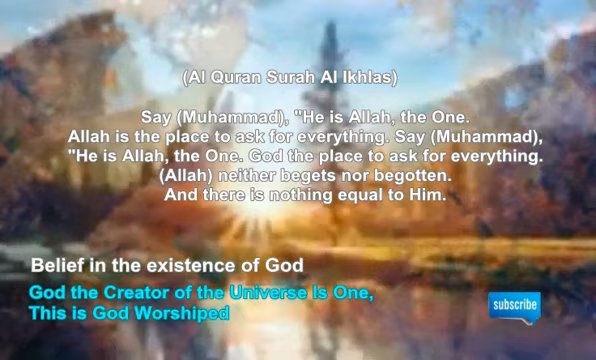 (Al Quran Surah Al Ikhlas)
Say (Muhammad), "He is Allah, the One.
Allah is the place to ask for everything. Say (Muhammad),
"He is Allah, the One. God the place to ask for everything.
(Allah) neither begets nor begotten.
And there is nothing equal to Him.
Belief in the existence of God
God the Creator of the Universe Is One,
This is God Worshiped
subscribe